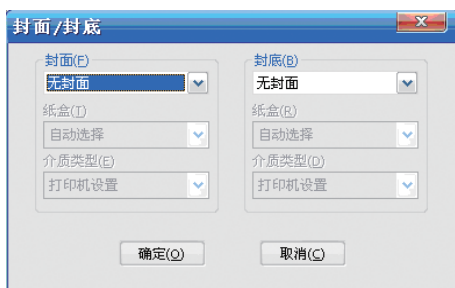 封面/封底
封面(F)
无封面
纸盒(T)
自动选择
介质类型(E)
打印机设置
封底(B)
无封面
纸盒(R)
自动选择
介质类型(D)
打印机设置
确定(O)
取消(C)